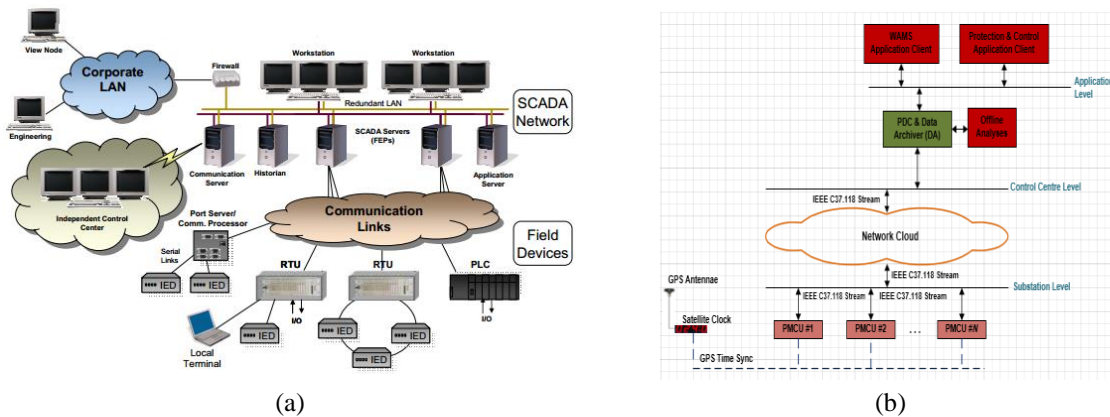 View Node
Corporate
LAN
Engineering
Firewall
Workstation
Workstation
Redundant LAN
SCADA
Network
SCADA Servers
(FEPs)
Communication
Server
Historian
Application
Server
Independent Control
Center
Port Server/
Comm. Processor
Communication
Links
Field
Devices
Serial
Links
IED
IED
RTU
RTU
PLC
I/O
I/O
Local
Terminal
IED
IED
IED
IED
(a)
WAMS
Application Client
Protection & Control
Application Client
Application
Level
PDC & Data
Archiver (DA)
Offline
Analyses
Control Centre Level
IEEE C37.118 Stream
Network Cloud
IEEE C37.118 Stream
GPS Antennae
Substation Level
IEEE C37.118 Stream
IEEE C37.118 Stream
Satellite Clock
PMCU #1
PMCU #2
...
PMCU #N
GPS Time Sync
(b)